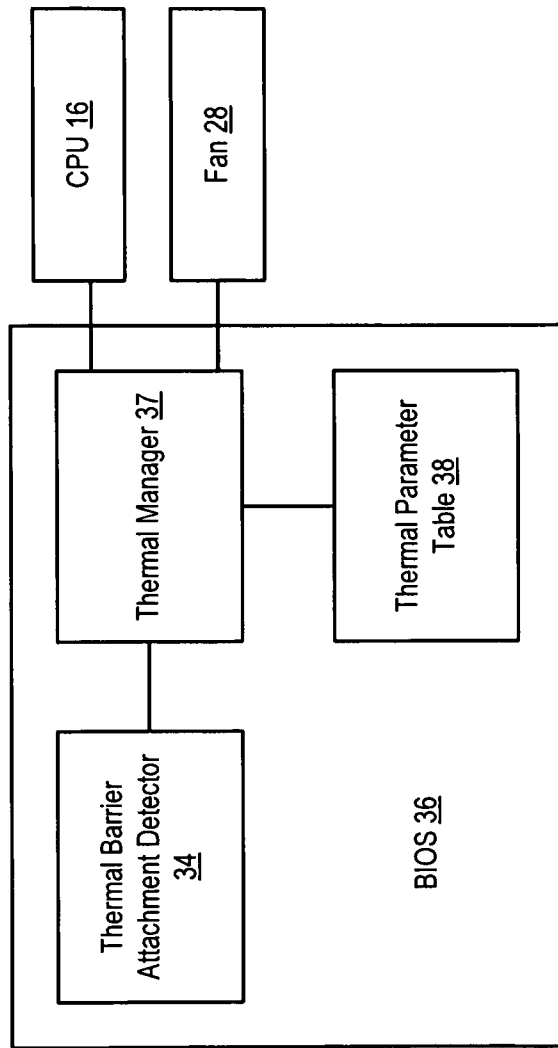 CPU 16
Fan 28
Thermal Manager 37
Thermal Parameter
Table 38
Thermal Barrier
Attachment Detector
34
BIOS 36